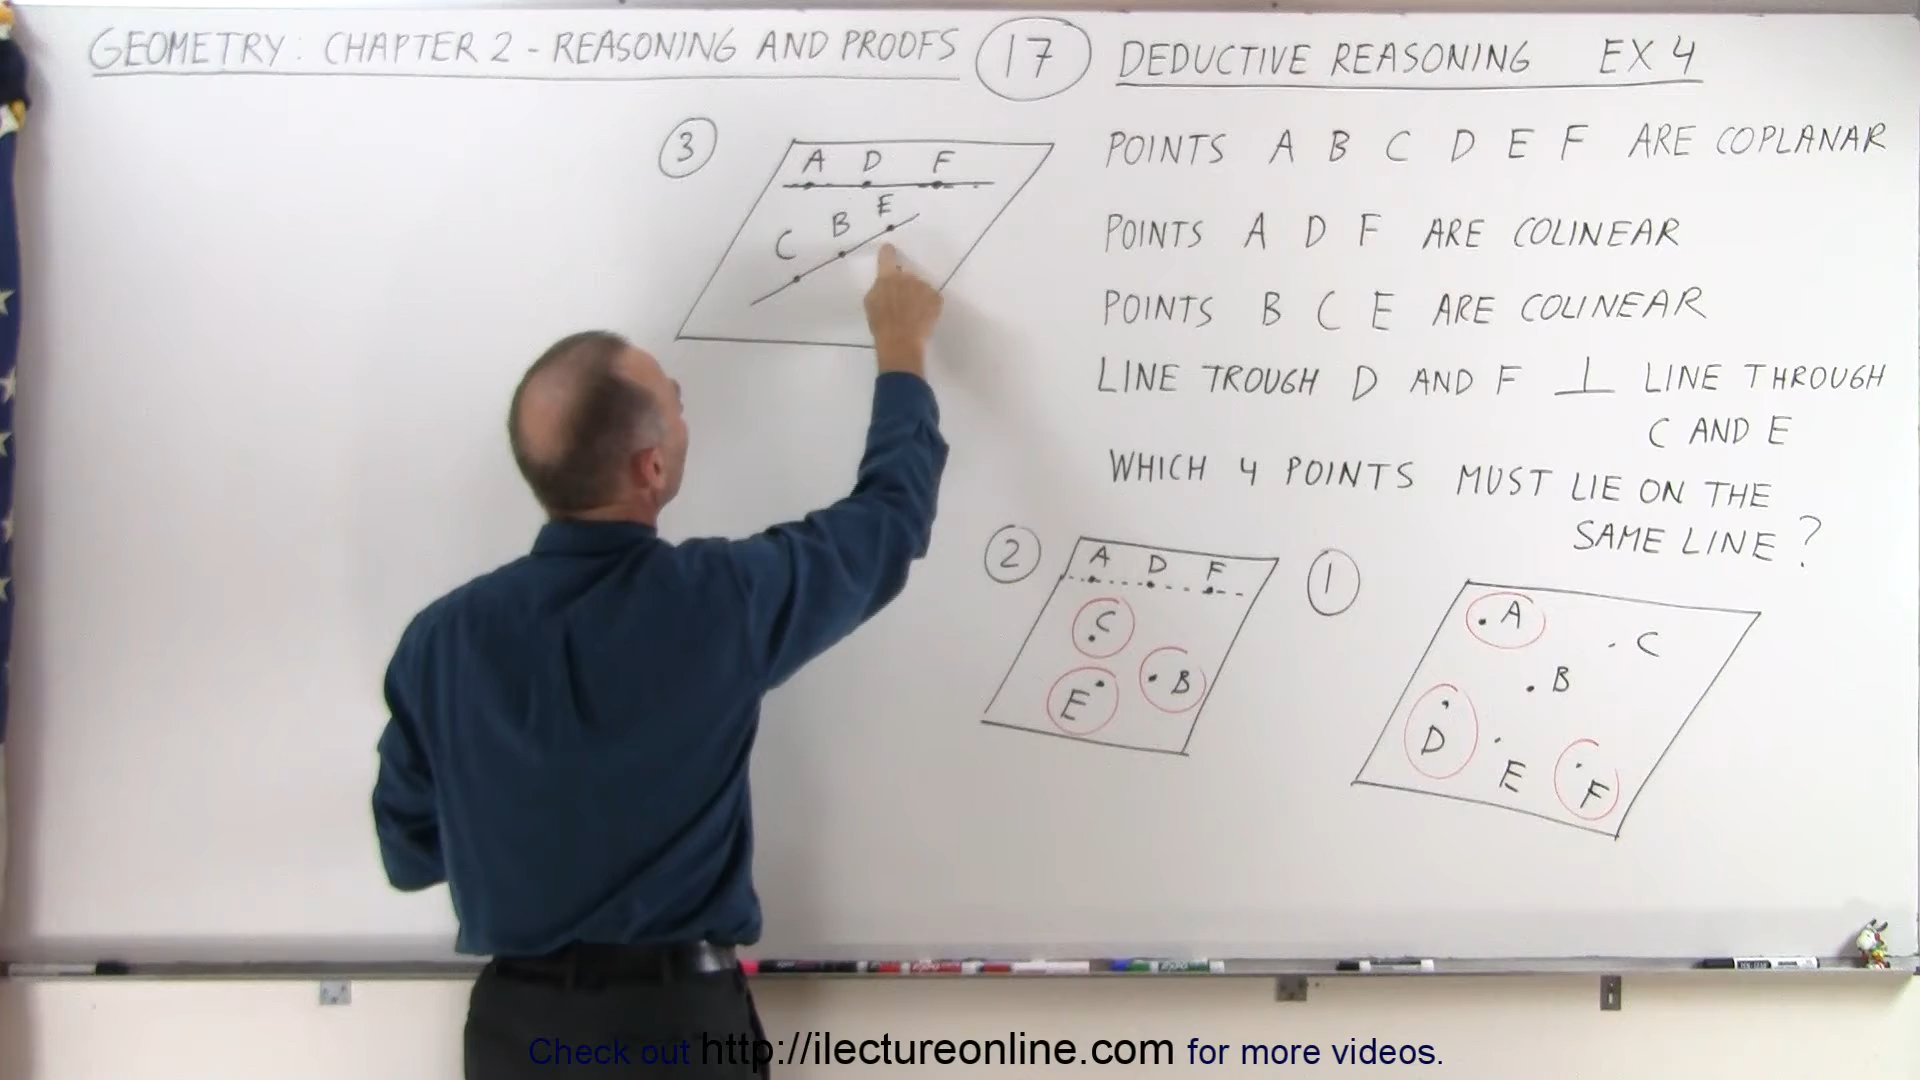 GEOMETRY: CHAPTER 2 - REASONING AND PROOFS 17 DEDUCTIVE REASONING EX 4
3
A D F
C B E
POINTS A B C D E F ARE COPLANAR
POINTS A D F ARE COLINEAR
POINTS B C E ARE COLINEAR
LINE TROUGH D AND F ⊥ LINE THROUGH
C AND E
WHICH 4 POINTS MUST LIE ON THE
SAME LINE?
2
A D F
C
E B
1
A C
B
D E F
Check out http://ilectureonline.com for more videos.